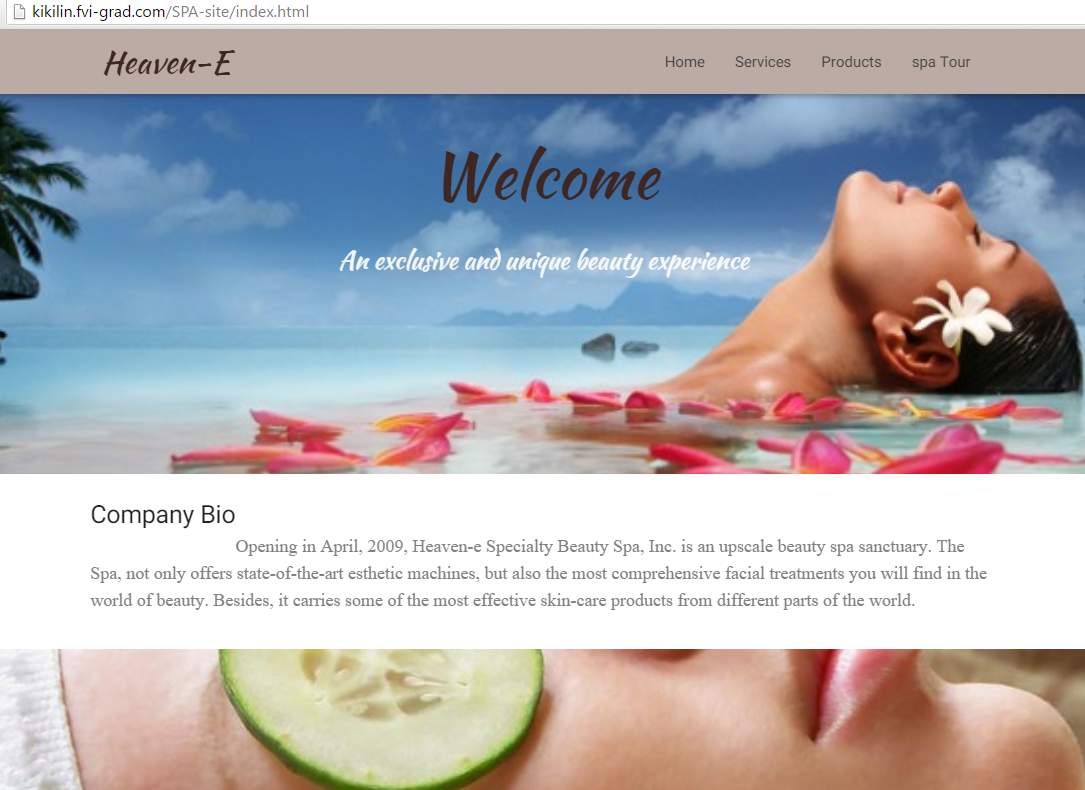 kikilin.fvi-grad.com/SPA-site/index.html
Heaven-E
Home Services Products spa Tour
Welcome
An exclusive and unique beauty experience
Company Bio
Opening in April, 2009, Heaven-e Specialty Beauty Spa, Inc. is an upscale beauty spa sanctuary. The
Spa, not only offers state-of-the-art esthetic machines, but also the most comprehensive facial treatments you will find in the
world of beauty. Besides, it carries some of the most effective skin-care products from different parts of the world.